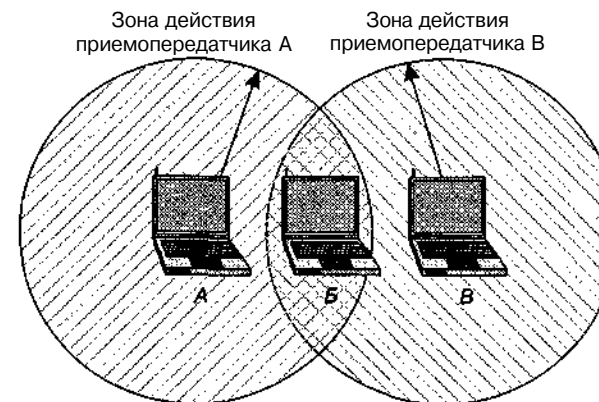 Зона действия
приемопередатчика А
Зона действия
приемопередатчика В
А
Б
В